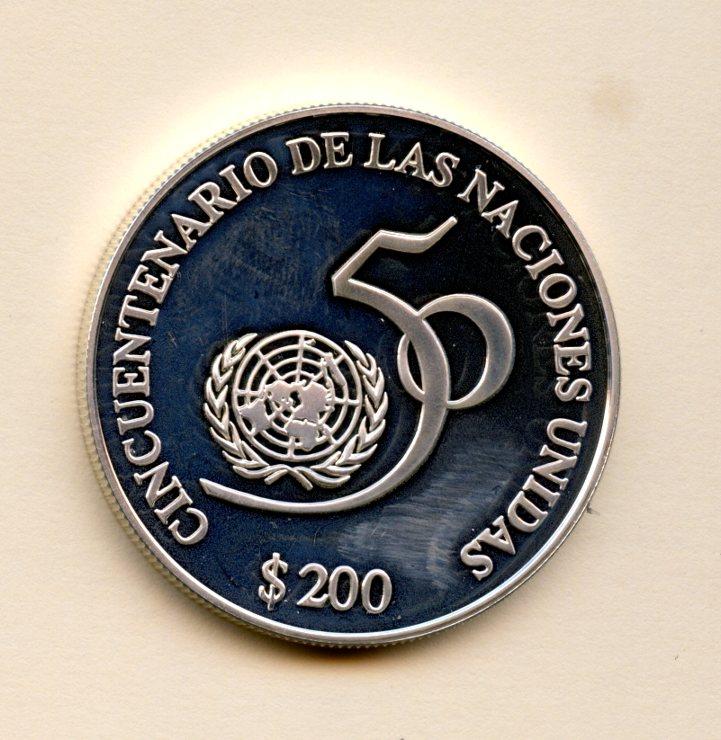 CINCUENTENARIO DE LAS NACIONES UNIDAS
50
$ 200